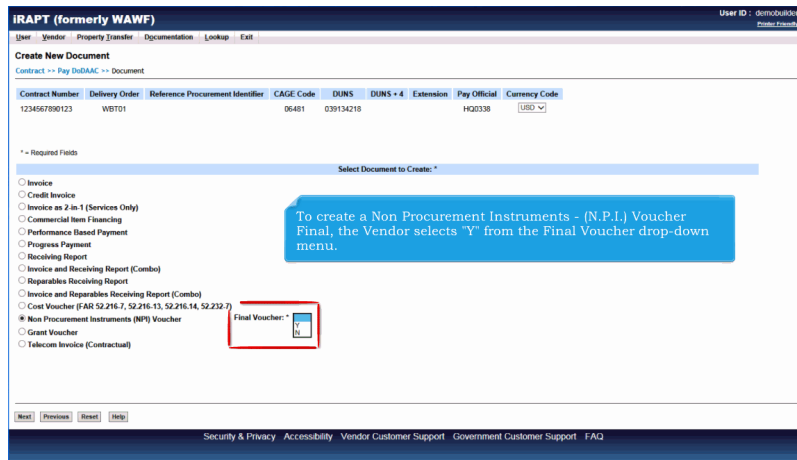 iRAPT (formerly WAWF)
User ID : demobuilder
Printer Friendly
User Vendor Property Transfer Documentation Lookup Exit
Create New Document
Contract >> Pay DoDAAC >> Document
Contract Number Delivery Order Reference Procurement Identifier CAGE Code DUNS DUNS + 4 Extension Pay Official Currency Code
1234567890123 WBT01 06481 039134218 HQ0338 USD
* = Required Fields
Select Document to Create: *
Invoice
Credit Invoice
Invoice as 2-in-1 (Services Only)
Commercial Item Financing
Performance Based Payment
Progress Payment
Receiving Report
Invoice and Receiving Report (Combo)
Reparables Receiving Report
Invoice and Reparables Receiving Report (Combo)
Cost Voucher (FAR 52.216-7, 52.216-13, 52.216.14, 52.232-7)
Non Procurement Instruments (NPI) Voucher
Final Voucher: *
Y
N
Grant Voucher
Telecom Invoice (Contractual)
To create a Non Procurement Instruments - (N.P.I.) Voucher
Final, the Vendor selects "Y" from the Final Voucher drop-down
menu.
Next Previous Reset Help
Security & Privacy Accessibility Vendor Customer Support Government Customer Support FAQ